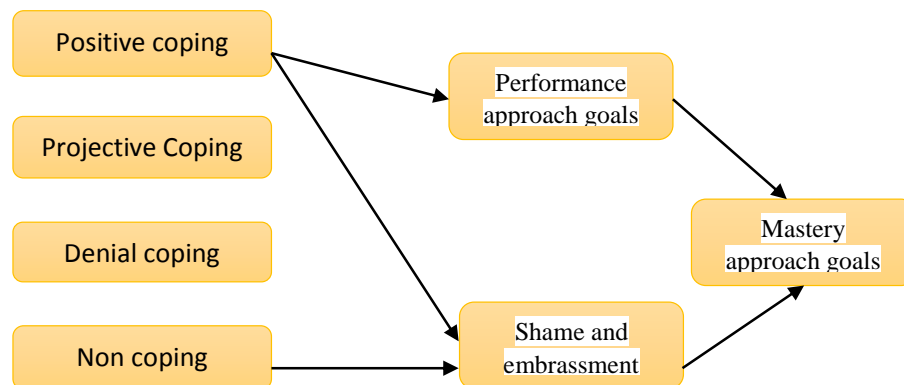 Positive coping
Performance
approach goals
Projective Coping
Mastery
approach goals
Denial coping
Shame and
embrassment
Non coping